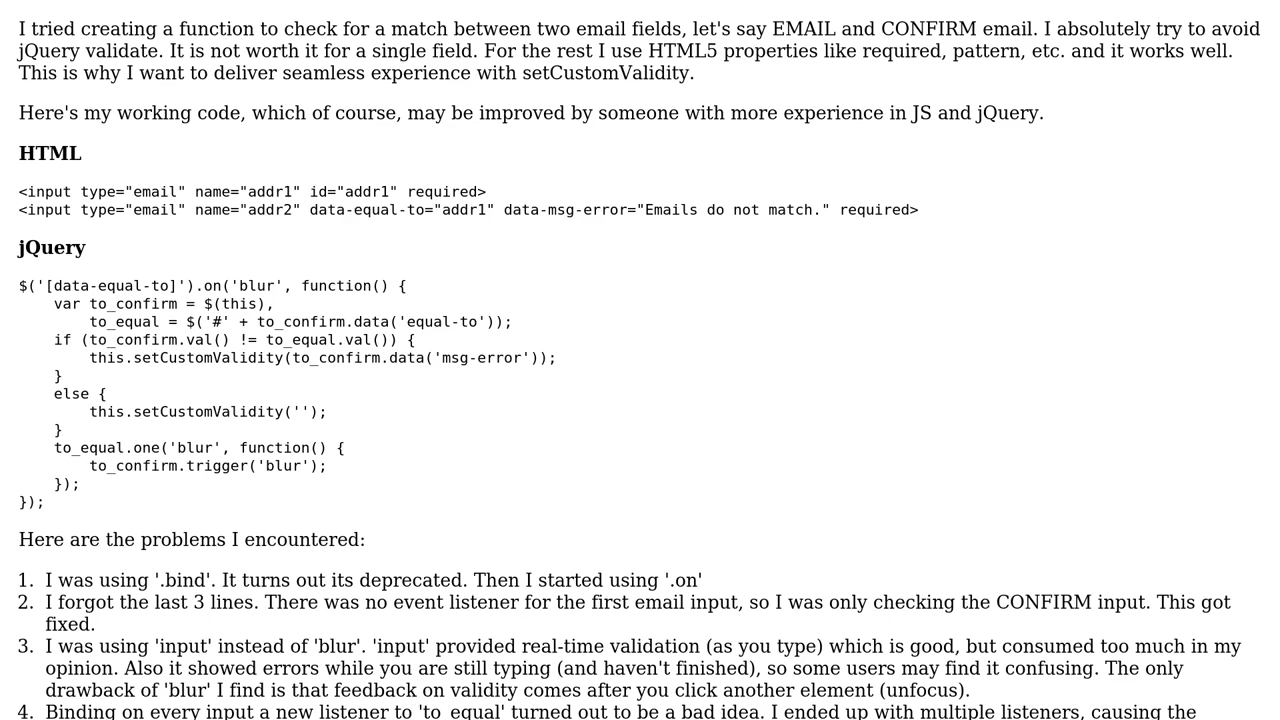 I tried creating a function to check for a match between two email fields, let's say EMAIL and CONFIRM email. I absolutely try to avoid
jQuery validate. It is not worth it for a single field. For the rest I use HTML5 properties like required, pattern, etc. and it works well.
This is why I want to deliver seamless experience with setCustomValidity.
Here's my working code, which of course, may be improved by someone with more experience in JS and jQuery.
HTML
<input type="email" name="addr1" id="addr1" required>
<input type="email" name="addr2" data-equal-to="addr1" data-msg-error="Emails do not match." required>
jQuery
$('[data-equal-to]').on('blur', function() {
    var to_confirm = $(this),
        to_equal = $('#' + to_confirm.data('equal-to'));
    if (to_confirm.val() != to_equal.val()) {
        this.setCustomValidity(to_confirm.data('msg-error'));
    }
    else {
        this.setCustomValidity('');
    }
    to_equal.one('blur', function() {
        to_confirm.trigger('blur');
    });
});
Here are the problems I encountered:
1. I was using '.bind'. It turns out its deprecated. Then I started using '.on'
2. I forgot the last 3 lines. There was no event listener for the first email input, so I was only checking the CONFIRM input. This got
fixed.
3. I was using 'input' instead of 'blur'. 'input' provided real-time validation (as you type) which is good, but consumed too much in my
opinion. Also it showed errors while you are still typing (and haven't finished), so some users may find it confusing. The only
drawback of 'blur' I find is that feedback on validity comes after you click another element (unfocus).
4. Binding on every input a new listener to 'to_equal' turned out to be a bad idea. I ended up with multiple listeners, causing the